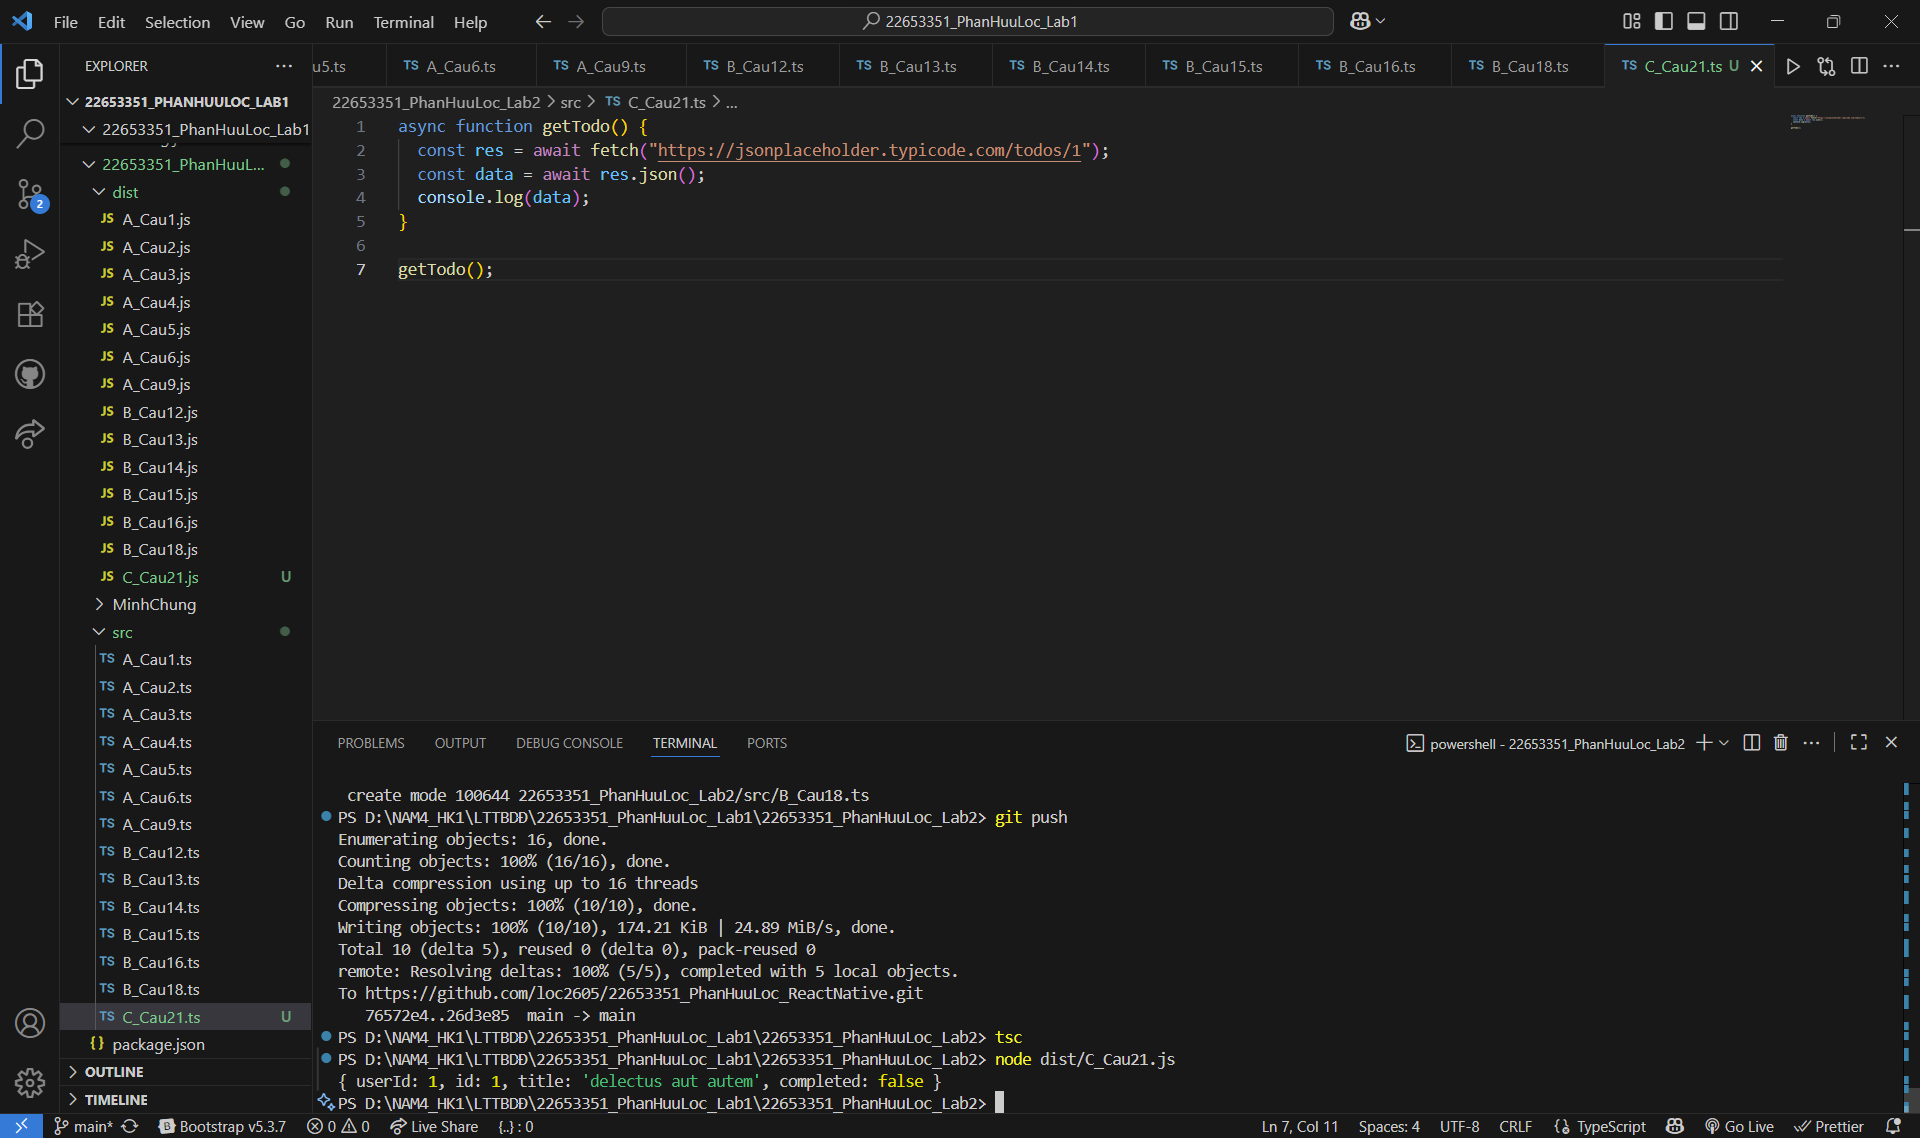 File Edit Selection View Go Run Terminal Help
22653351_PhanHuuLoc_Lab1
EXPLORER
22653351_PHANHUULOC_LAB1
22653351_PhanHuuLoc_Lab1
22653351_PhanHuuL...
dist
JS A_Cau1.js
JS A_Cau2.js
JS A_Cau3.js
JS A_Cau4.js
JS A_Cau5.js
JS A_Cau6.js
JS A_Cau9.js
JS B_Cau12.js
JS B_Cau13.js
JS B_Cau14.js
JS B_Cau15.js
JS B_Cau16.js
JS B_Cau18.js
JS C_Cau21.js U
MinhChung
src
TS A_Cau1.ts
TS A_Cau2.ts
TS A_Cau3.ts
TS A_Cau4.ts
TS A_Cau5.ts
TS A_Cau6.ts
TS A_Cau9.ts
TS B_Cau12.ts
TS B_Cau13.ts
TS B_Cau14.ts
TS B_Cau15.ts
TS B_Cau16.ts
TS B_Cau18.ts
TS C_Cau21.ts U
{} package.json
OUTLINE
TIMELINE
2
u5.ts TS A_Cau6.ts TS A_Cau9.ts TS B_Cau12.ts TS B_Cau13.ts TS B_Cau14.ts TS B_Cau15.ts TS B_Cau16.ts TS B_Cau18.ts TS C_Cau21.ts U
22653351_PhanHuuLoc_Lab2 > src > TS C_Cau21.ts > ...
1 async function getTodo() {
2 const res = await fetch("https://jsonplaceholder.typicode.com/todos/1");
3 const data = await res.json();
4 console.log(data);
5 }
6
7 getTodo();
PROBLEMS OUTPUT DEBUG CONSOLE TERMINAL PORTS
powershell - 22653351_PhanHuuLoc_Lab2
create mode 100644 22653351_PhanHuuLoc_Lab2/src/B_Cau18.ts
PS D:\NAM4_HK1\LTTBDĐ\22653351_PhanHuuLoc_Lab1\22653351_PhanHuuLoc_Lab2> git push
Enumerating objects: 16, done.
Counting objects: 100% (16/16), done.
Delta compression using up to 16 threads
Compressing objects: 100% (10/10), done.
Writing objects: 100% (10/10), 174.21 KiB | 24.89 MiB/s, done.
Total 10 (delta 5), reused 0 (delta 0), pack-reused 0
remote: Resolving deltas: 100% (5/5), completed with 5 local objects.
To https://github.com/loc2605/22653351_PhanHuuLoc_ReactNative.git
76572e4..26d3e85 main -> main
PS D:\NAM4_HK1\LTTBDĐ\22653351_PhanHuuLoc_Lab1\22653351_PhanHuuLoc_Lab2> tsc
PS D:\NAM4_HK1\LTTBDĐ\22653351_PhanHuuLoc_Lab1\22653351_PhanHuuLoc_Lab2> node dist/C_Cau21.js
{ userId: 1, id: 1, title: 'delectus aut autem', completed: false }
PS D:\NAM4_HK1\LTTBDĐ\22653351_PhanHuuLoc_Lab1\22653351_PhanHuuLoc_Lab2>
main* Bootstrap v5.3.7 0 0 Live Share {..} : 0 Ln 7, Col 11 Spaces: 4 UTF-8 CRLF TypeScript Go Live Prettier